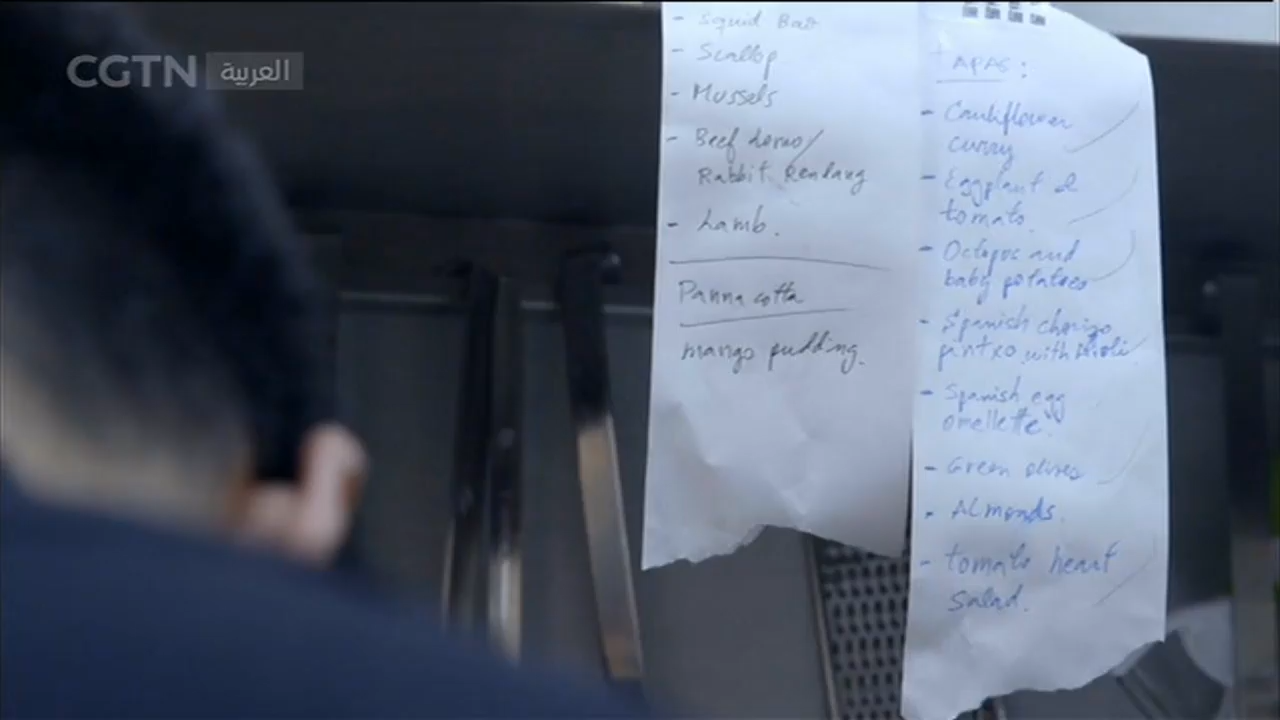 CGTN العربية
- Squid Bao
- Scallop
- Mussels
- Beef
Rabbit Rendang
- Lamb.
Panna cotta
mango pudding.
TAPAS:
- Cauliflower
curry
- Eggplant &
tomato.
- Octopus and
baby potatoes
- Spanish chorizo
pintxo with
- Spanish egg
omellette.
- Green olives
- Almonds.
- tomato heart
salad.